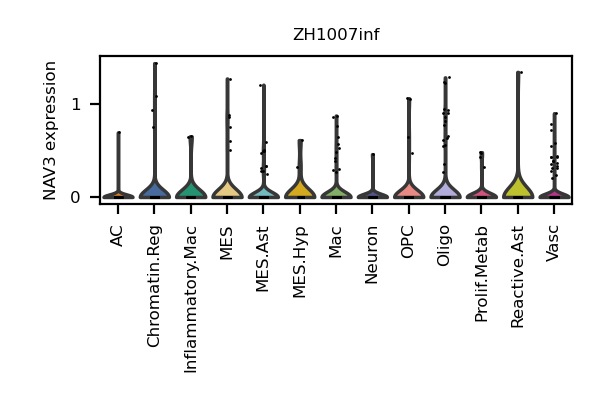 ZH1007inf
NAV3 expression
1
0
AC
Chromatin.Reg
Inflammatory.Mac
MES
MES.Ast
MES.Hyp
Mac
Neuron
OPC
Oligo
Prolif.Metab
Reactive.Ast
Vasc